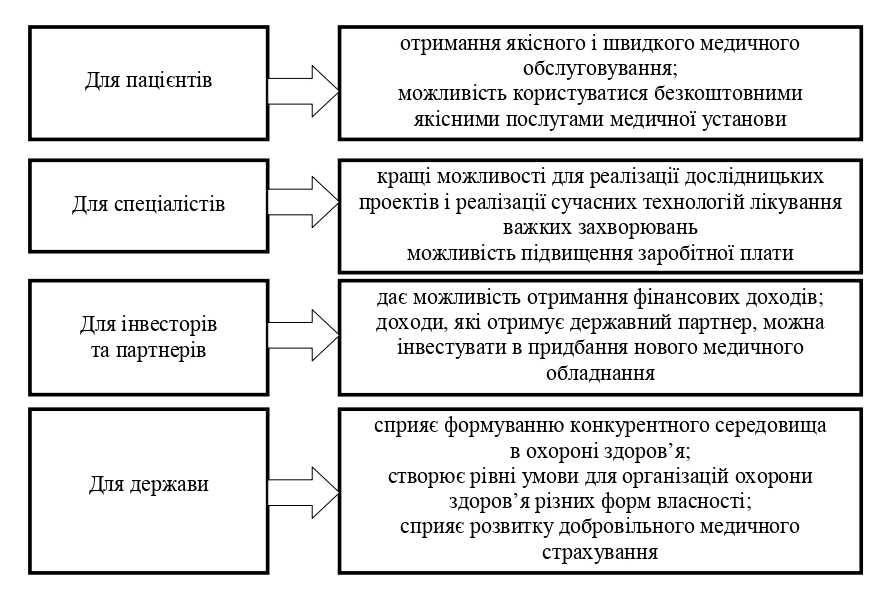 Для пацієнтів
отримання якісного і швидкого медичного
обслуговування;
можливість користуватися безкоштовними
якісними послугами медичної установи
Для спеціалістів
кращі можливості для реалізації дослідницьких
проектів і реалізації сучасних технологій лікування
важких захворювань
можливість підвищення заробітної плати
Для інвесторів
та партнерів
дає можливість отримання фінансових доходів;
доходи, які отримує державний партнер, можна
інвестувати в придбання нового медичного
обладнання
Для держави
сприяє формуванню конкурентного середовища
в охороні здоров’я;
створює рівні умови для організацій охорони
здоров’я різних форм власності;
сприяє розвитку добровільного медичного
страхування